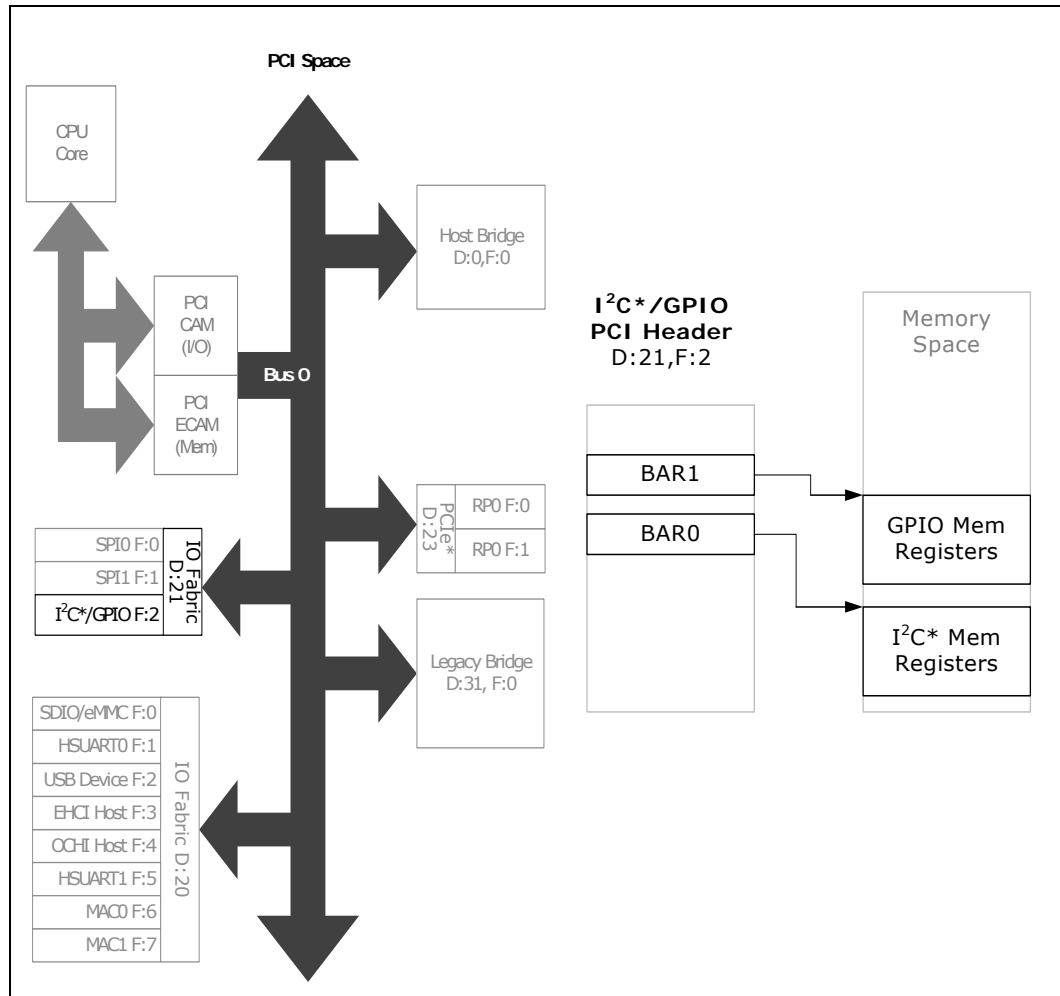 PCI Space
CPU
Core
Host Bridge
D:0,F:0
PCI
CAM
(I/O)
Bus 0
PCI
ECAM
(Mem)
PCIe*
D:23
RP0 F:0
RP0 F:1
SPI0 F:0
SPI1 F:1
I²C*/GPIO F:2
IO Fabric
D:21
Legacy Bridge
D:31, F:0
SDIO/eMMC F:0
HSUART0 F:1
USB Device F:2
EHCI Host F:3
OCHI Host F:4
HSUART1 F:5
MAC0 F:6
MAC1 F:7
IO Fabric D:20
I²C*/GPIO
PCI Header
D:21,F:2
BAR1
BAR0
Memory
Space
GPIO Mem
Registers
I²C* Mem
Registers